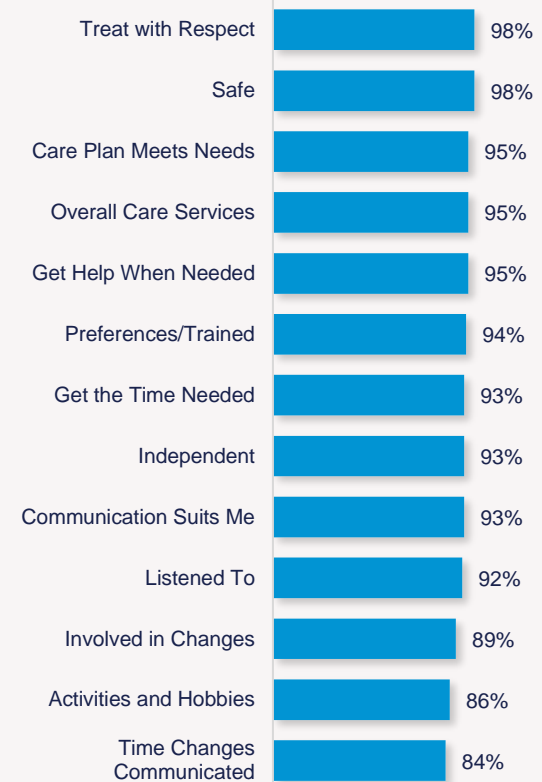 Treat with Respect 98%
Safe 98%
Care Plan Meets Needs 95%
Overall Care Services 95%
Get Help When Needed 95%
Preferences/Trained 94%
Get the Time Needed 93%
Independent 93%
Communication Suits Me 93%
Listened To 92%
Involved in Changes 89%
Activities and Hobbies 86%
Time Changes
Communicated 84%